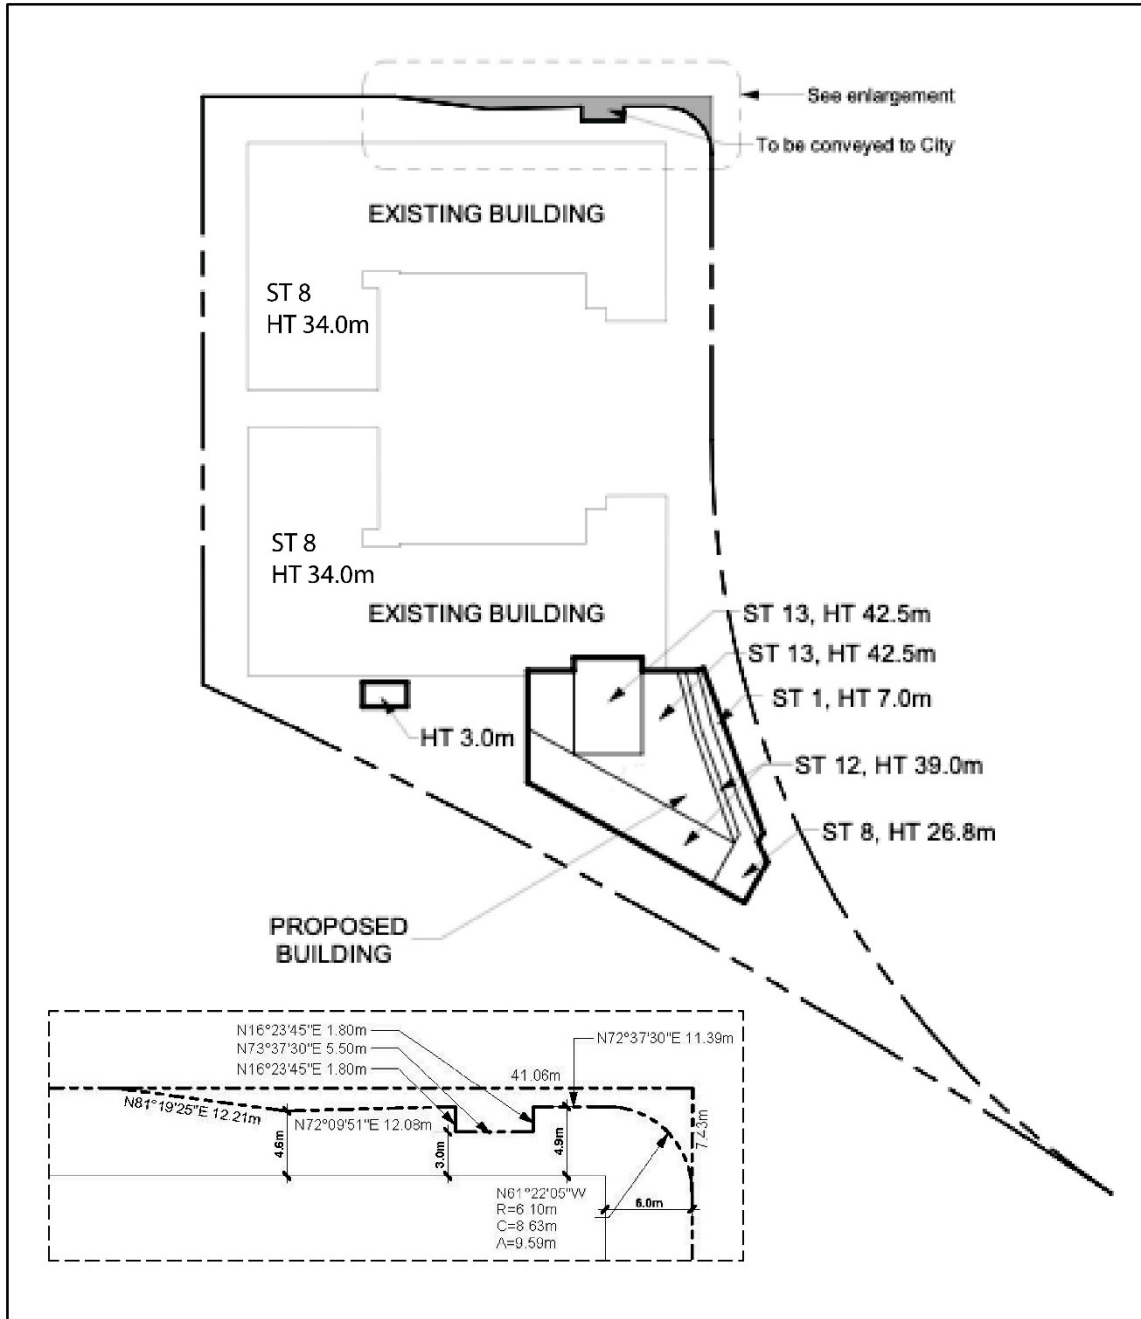 See enlargement
To be conveyed to City
EXISTING BUILDING
ST 8
HT 34.0m
ST 8
HT 34.0m
EXISTING BUILDING
ST 13, HT 42.5m
ST 13, HT 42.5m
ST 1, HT 7.0m
HT 3.0m
ST 12, HT 39.0m
ST 8, HT 26.8m
PROPOSED
BUILDING
N16°23'45"E 1.80m
N73°37'30"E 5.50m
N16°23'45"E 1.80m
N72°37'30"E 11.39m
41.06m
N81°19'25"E 12.21m
N72°09'51"E 12.08m
7.43m
4.6m
3.0m
4.9m
N61°22'05"W
R=6.10m
C=8.63m
A=9.59m
6.0m